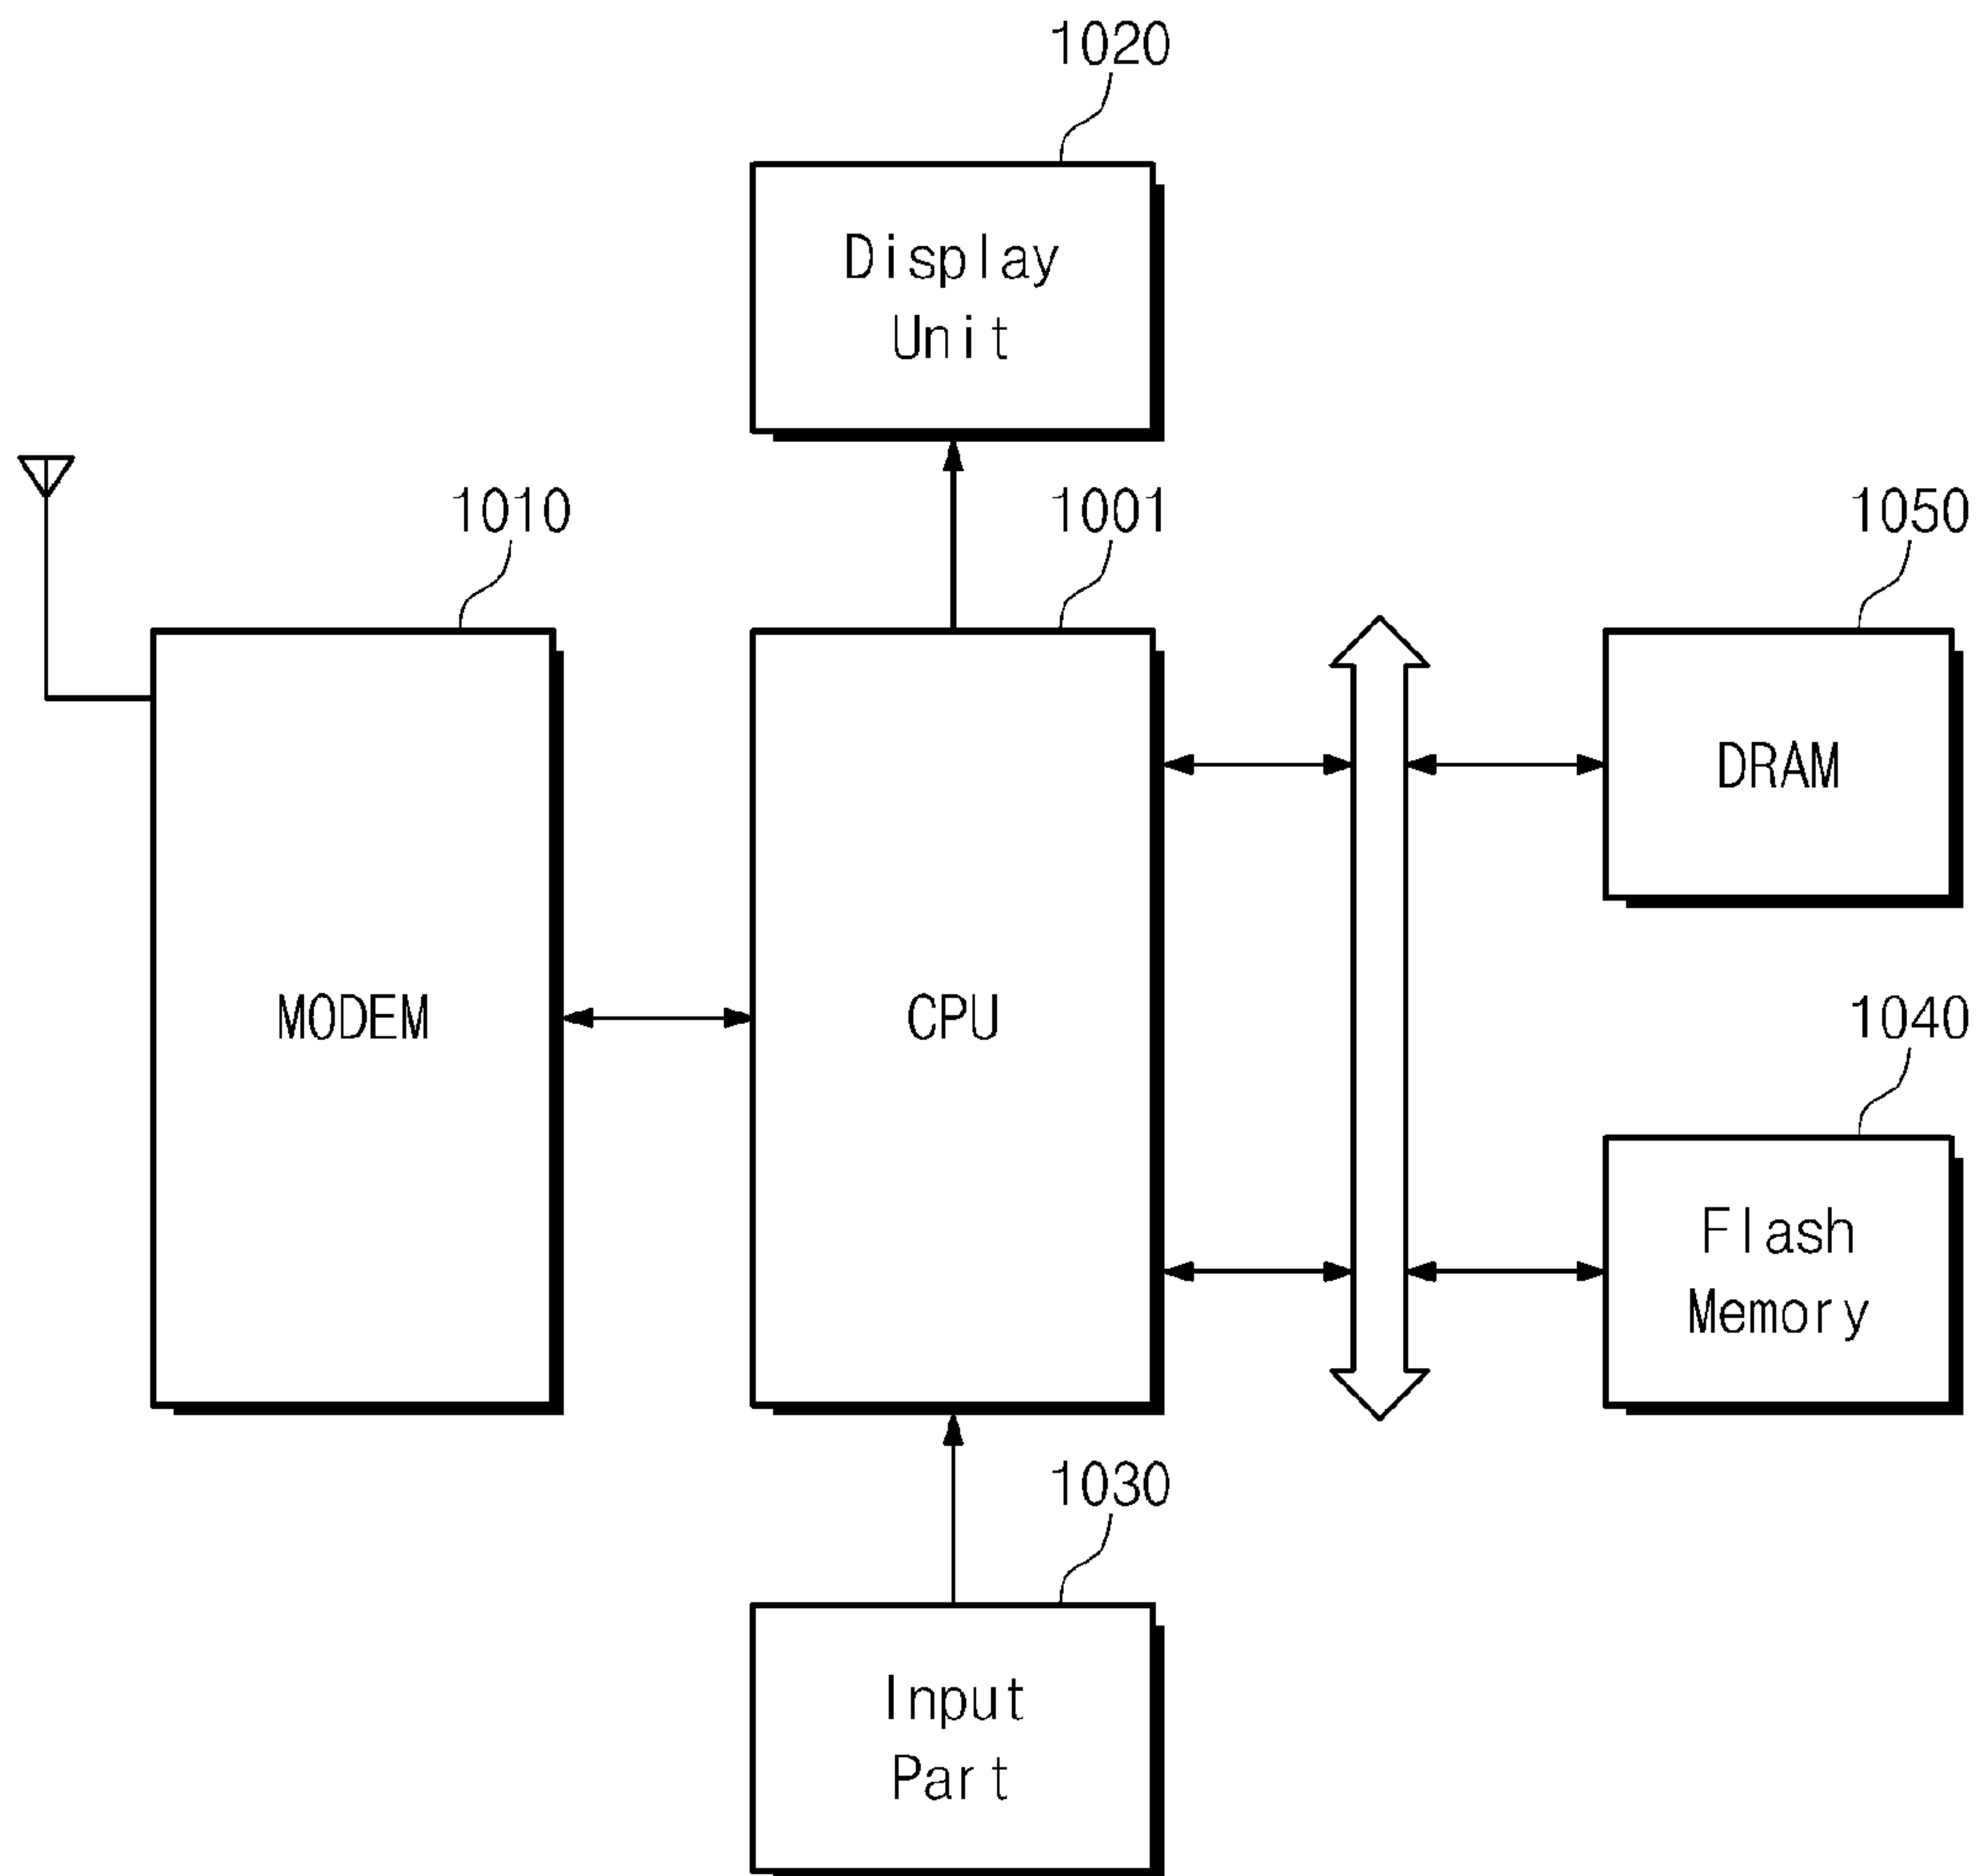 1020
Display
Unit
1010
1001
1050
MODEM
CPU
DRAM
1040
Flash
Memory
1030
Input
Part